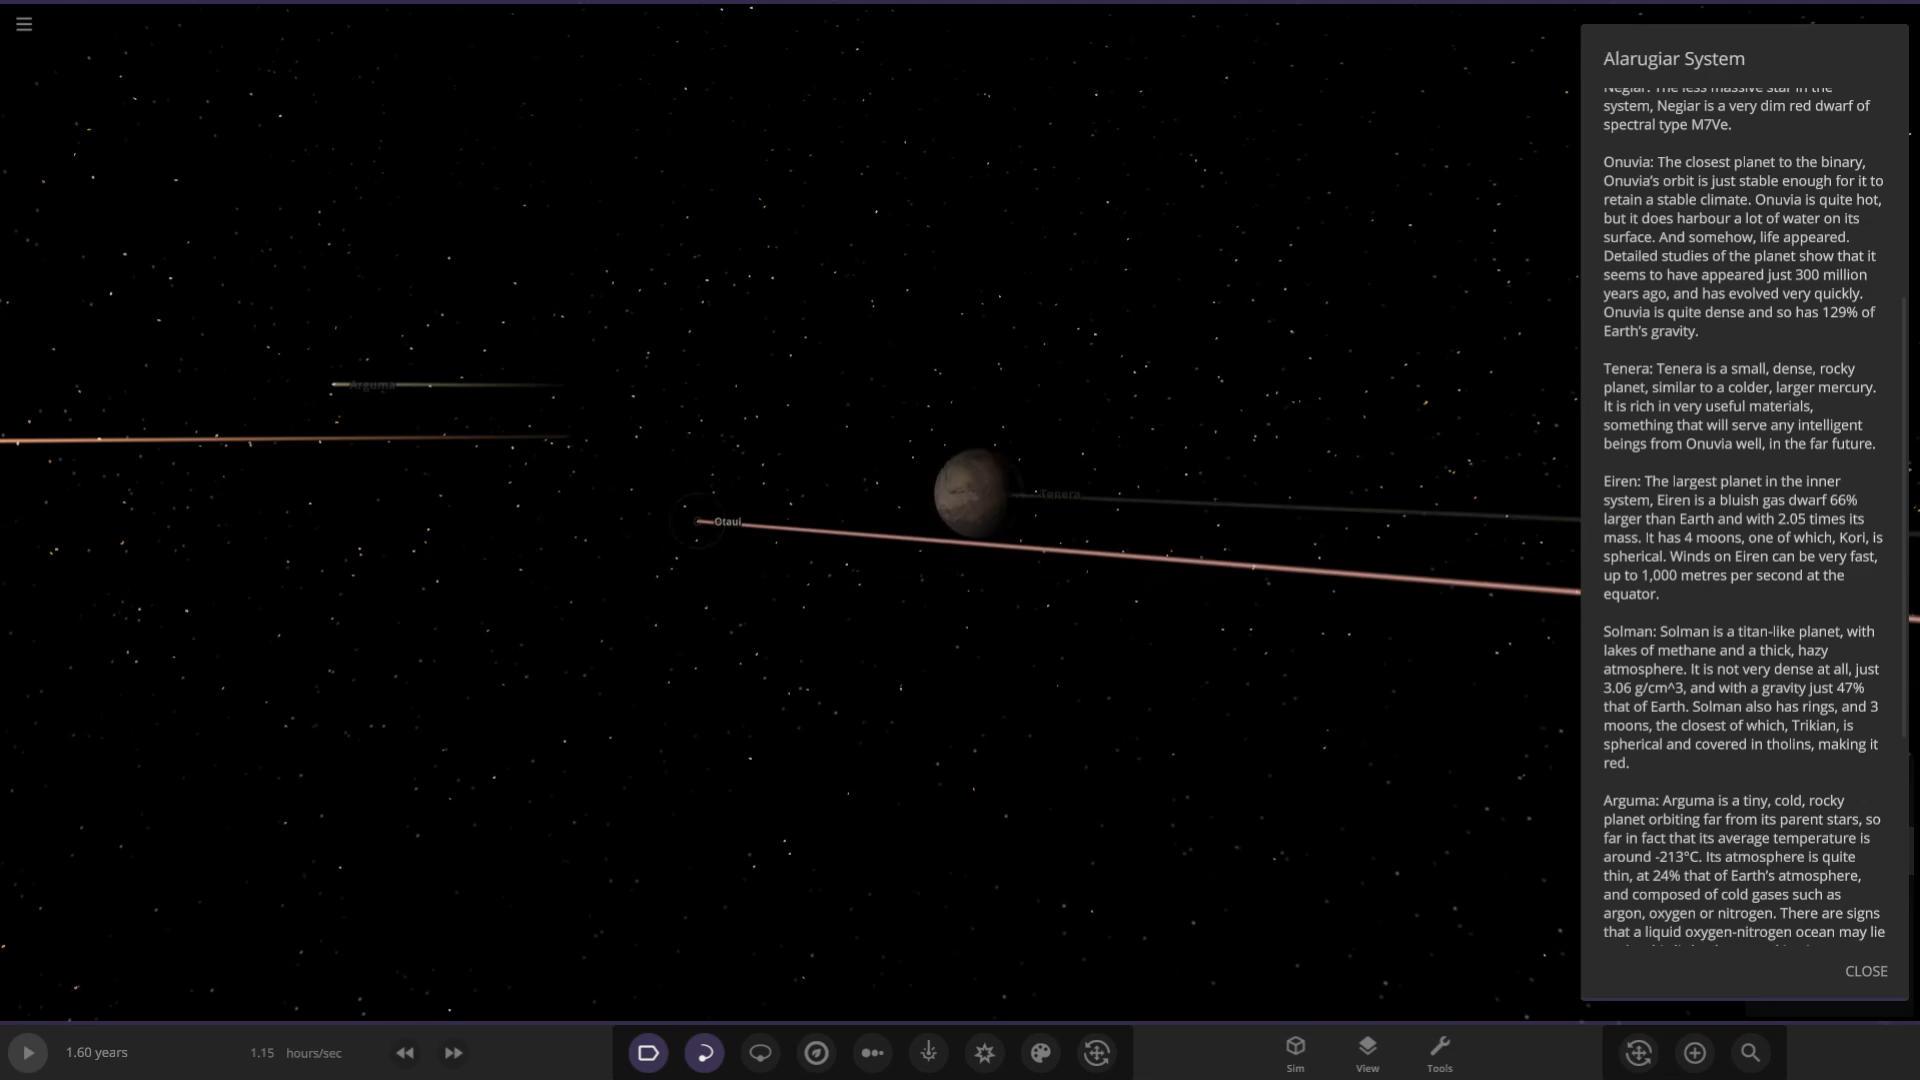 Alarugiar System
Negiar: The less massive star in the
system, Negiar is a very dim red dwarf of
spectral type M7Ve.
Onuvia: The closest planet to the binary,
Onuvia's orbit is just stable enough for it to
retain a stable climate. Onuvia is quite hot,
but it does harbour a lot of water on its
surface. And somehow, life appeared.
Detailed studies of the planet show that it
seems to have appeared just 300 million
years ago, and has evolved very quickly.
Onuvia is quite dense and so has 129% of
Earth's gravity.
Tenera: Tenera is a small, dense, rocky
planet, similar to a colder, larger mercury.
It is rich in very useful materials,
something that will serve any intelligent
beings from Onuvia well, in the far future.
Eiren: The largest planet in the inner
system, Eiren is a bluish gas dwarf 66%
larger than Earth and with 2.05 times its
mass. It has 4 moons, one of which, Kori, is
spherical. Winds on Eiren can be very fast,
up to 1,000 metres per second at the
equator.
Solman: Solman is a titan-like planet, with
lakes of methane and a thick, hazy
atmosphere. It is not very dense at all, just
3.06 g/cm^3, and with a gravity just 47%
that of Earth. Solman also has rings, and 3
moons, the closest of which, Trikian, is
spherical and covered in tholins, making it
red.
Arguma: Arguma is a tiny, cold, rocky
planet orbiting far from its parent stars, so
far in fact that its average temperature is
around -213°C. Its atmosphere is quite
thin, at 24% that of Earth's atmosphere,
and composed of cold gases such as
argon, oxygen or nitrogen. There are signs
that a liquid oxygen-nitrogen ocean may lie
CLOSE
Arguma
Tenera
Otaul
1.60 years
1.15 hours/sec
Sim
View
Tools